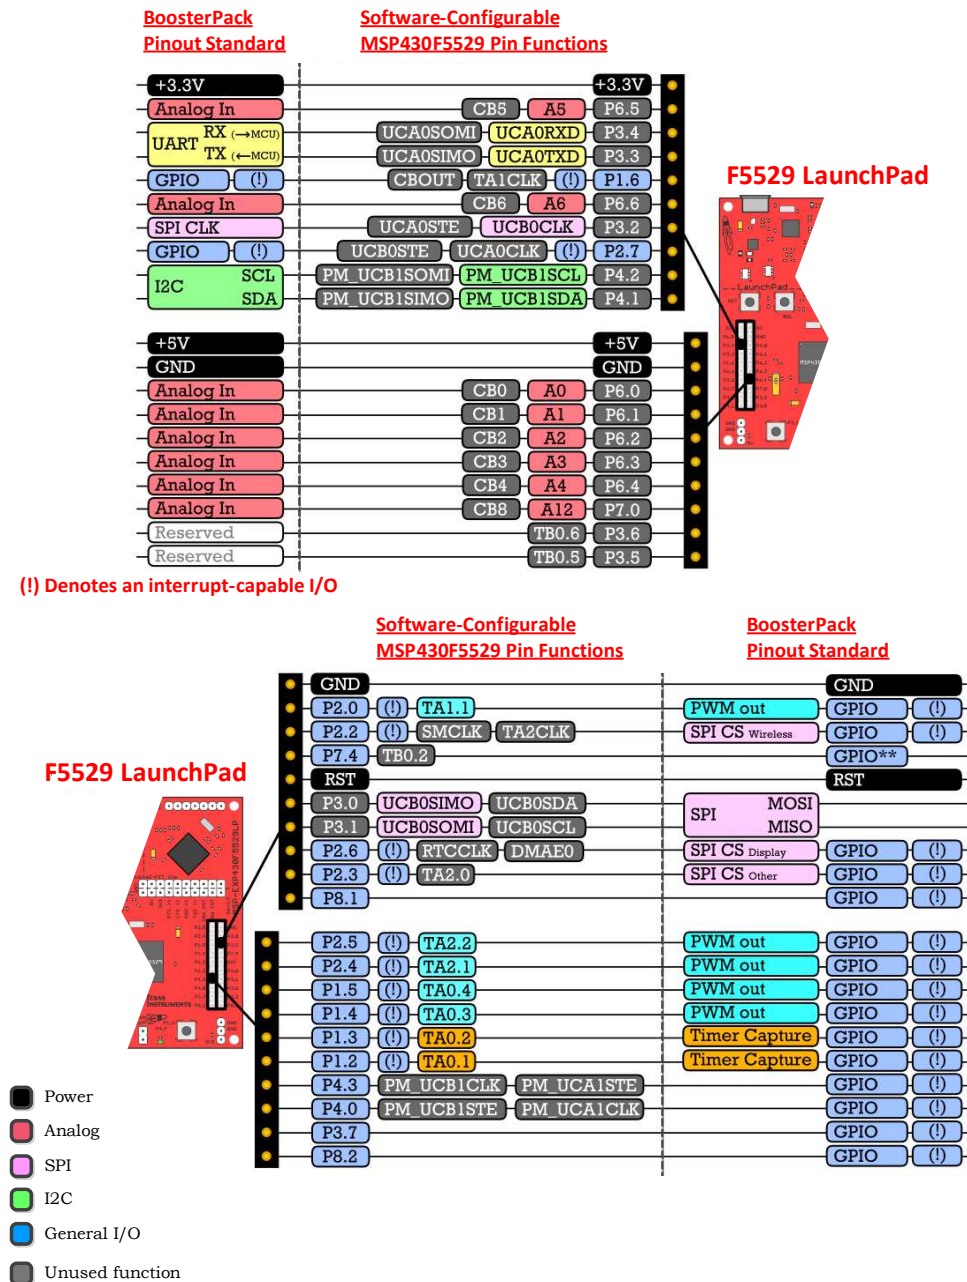 BoosterPack Software-Configurable
Pinout Standard MSP430F5529 Pin Functions
+3.3V +3.3V
Analog In CB5 A5 P6.5
UART RX (→MCU) UCA0SOMI UCA0RXD P3.4
TX (←MCU) UCA0SIMO UCA0TXD P3.3
GPIO (!) CBOUT TA1CLK (!) P1.6
Analog In CB6 A6 P6.6
SPI CLK UCA0STE UCB0CLK P3.2
GPIO (!) UCB0STE UCA0CLK (!) P2.7
I2C SCL PM_UCB1SOMI PM_UCB1SCL P4.2
SDA PM_UCB1SIMO PM_UCB1SDA P4.1
F5529 LaunchPad
LaunchPad
+5V +5V
GND GND
Analog In CB0 A0 P6.0
Analog In CB1 A1 P6.1
Analog In CB2 A2 P6.2
Analog In CB3 A3 P6.3
Analog In CB4 A4 P6.4
Analog In CB8 A12 P7.0
Reserved TB0.6 P3.6
Reserved TB0.5 P3.5
(!) Denotes an interrupt-capable I/O
Software-Configurable BoosterPack
MSP430F5529 Pin Functions Pinout Standard
GND GND
P2.0 (!) TA1.1 PWM out GPIO (!)
P2.2 (!) SMCLK TA2CLK SPI CS Wireless GPIO (!)
P7.4 TB0.2 GPIO**
RST RST
P3.0 UCB0SIMO UCB0SDA SPI MOSI
P3.1 UCB0SOMI UCB0SCL MISO
P2.6 (!) RTCCLK DMAE0 SPI CS Display GPIO (!)
P2.3 (!) TA2.0 SPI CS Other GPIO (!)
P8.1 GPIO (!)
F5529 LaunchPad
MSP-EXP430F5529LP
TEXAS
INSTRUMENTS
P2.5 (!) TA2.2 PWM out GPIO (!)
P2.4 (!) TA2.1 PWM out GPIO (!)
P1.5 (!) TA0.4 PWM out GPIO (!)
P1.4 (!) TA0.3 PWM out GPIO (!)
P1.3 (!) TA0.2 Timer Capture GPIO (!)
P1.2 (!) TA0.1 Timer Capture GPIO (!)
P4.3 PM_UCB1CLK PM_UCA1STE GPIO (!)
P4.0 PM_UCB1STE PM_UCA1CLK GPIO (!)
P3.7 GPIO (!)
P8.2 GPIO (!)
Power
Analog
SPI
I2C
General I/O
Unused function